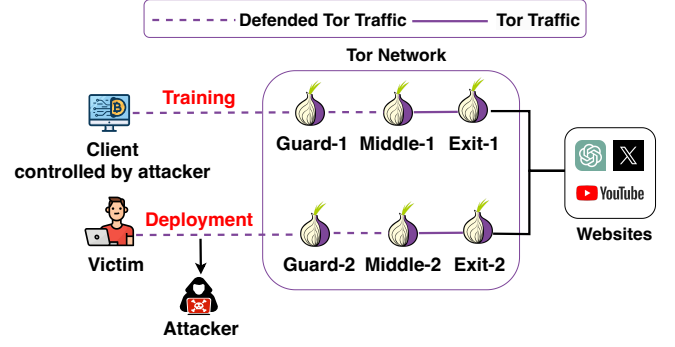 Defended Tor Traffic
Tor Traffic
Tor Network
Training
Guard-1
Middle-1
Exit-1
Client
controlled by attacker
YouTube
Websites
Deployment
Victim
Guard-2
Middle-2
Exit-2
Attacker